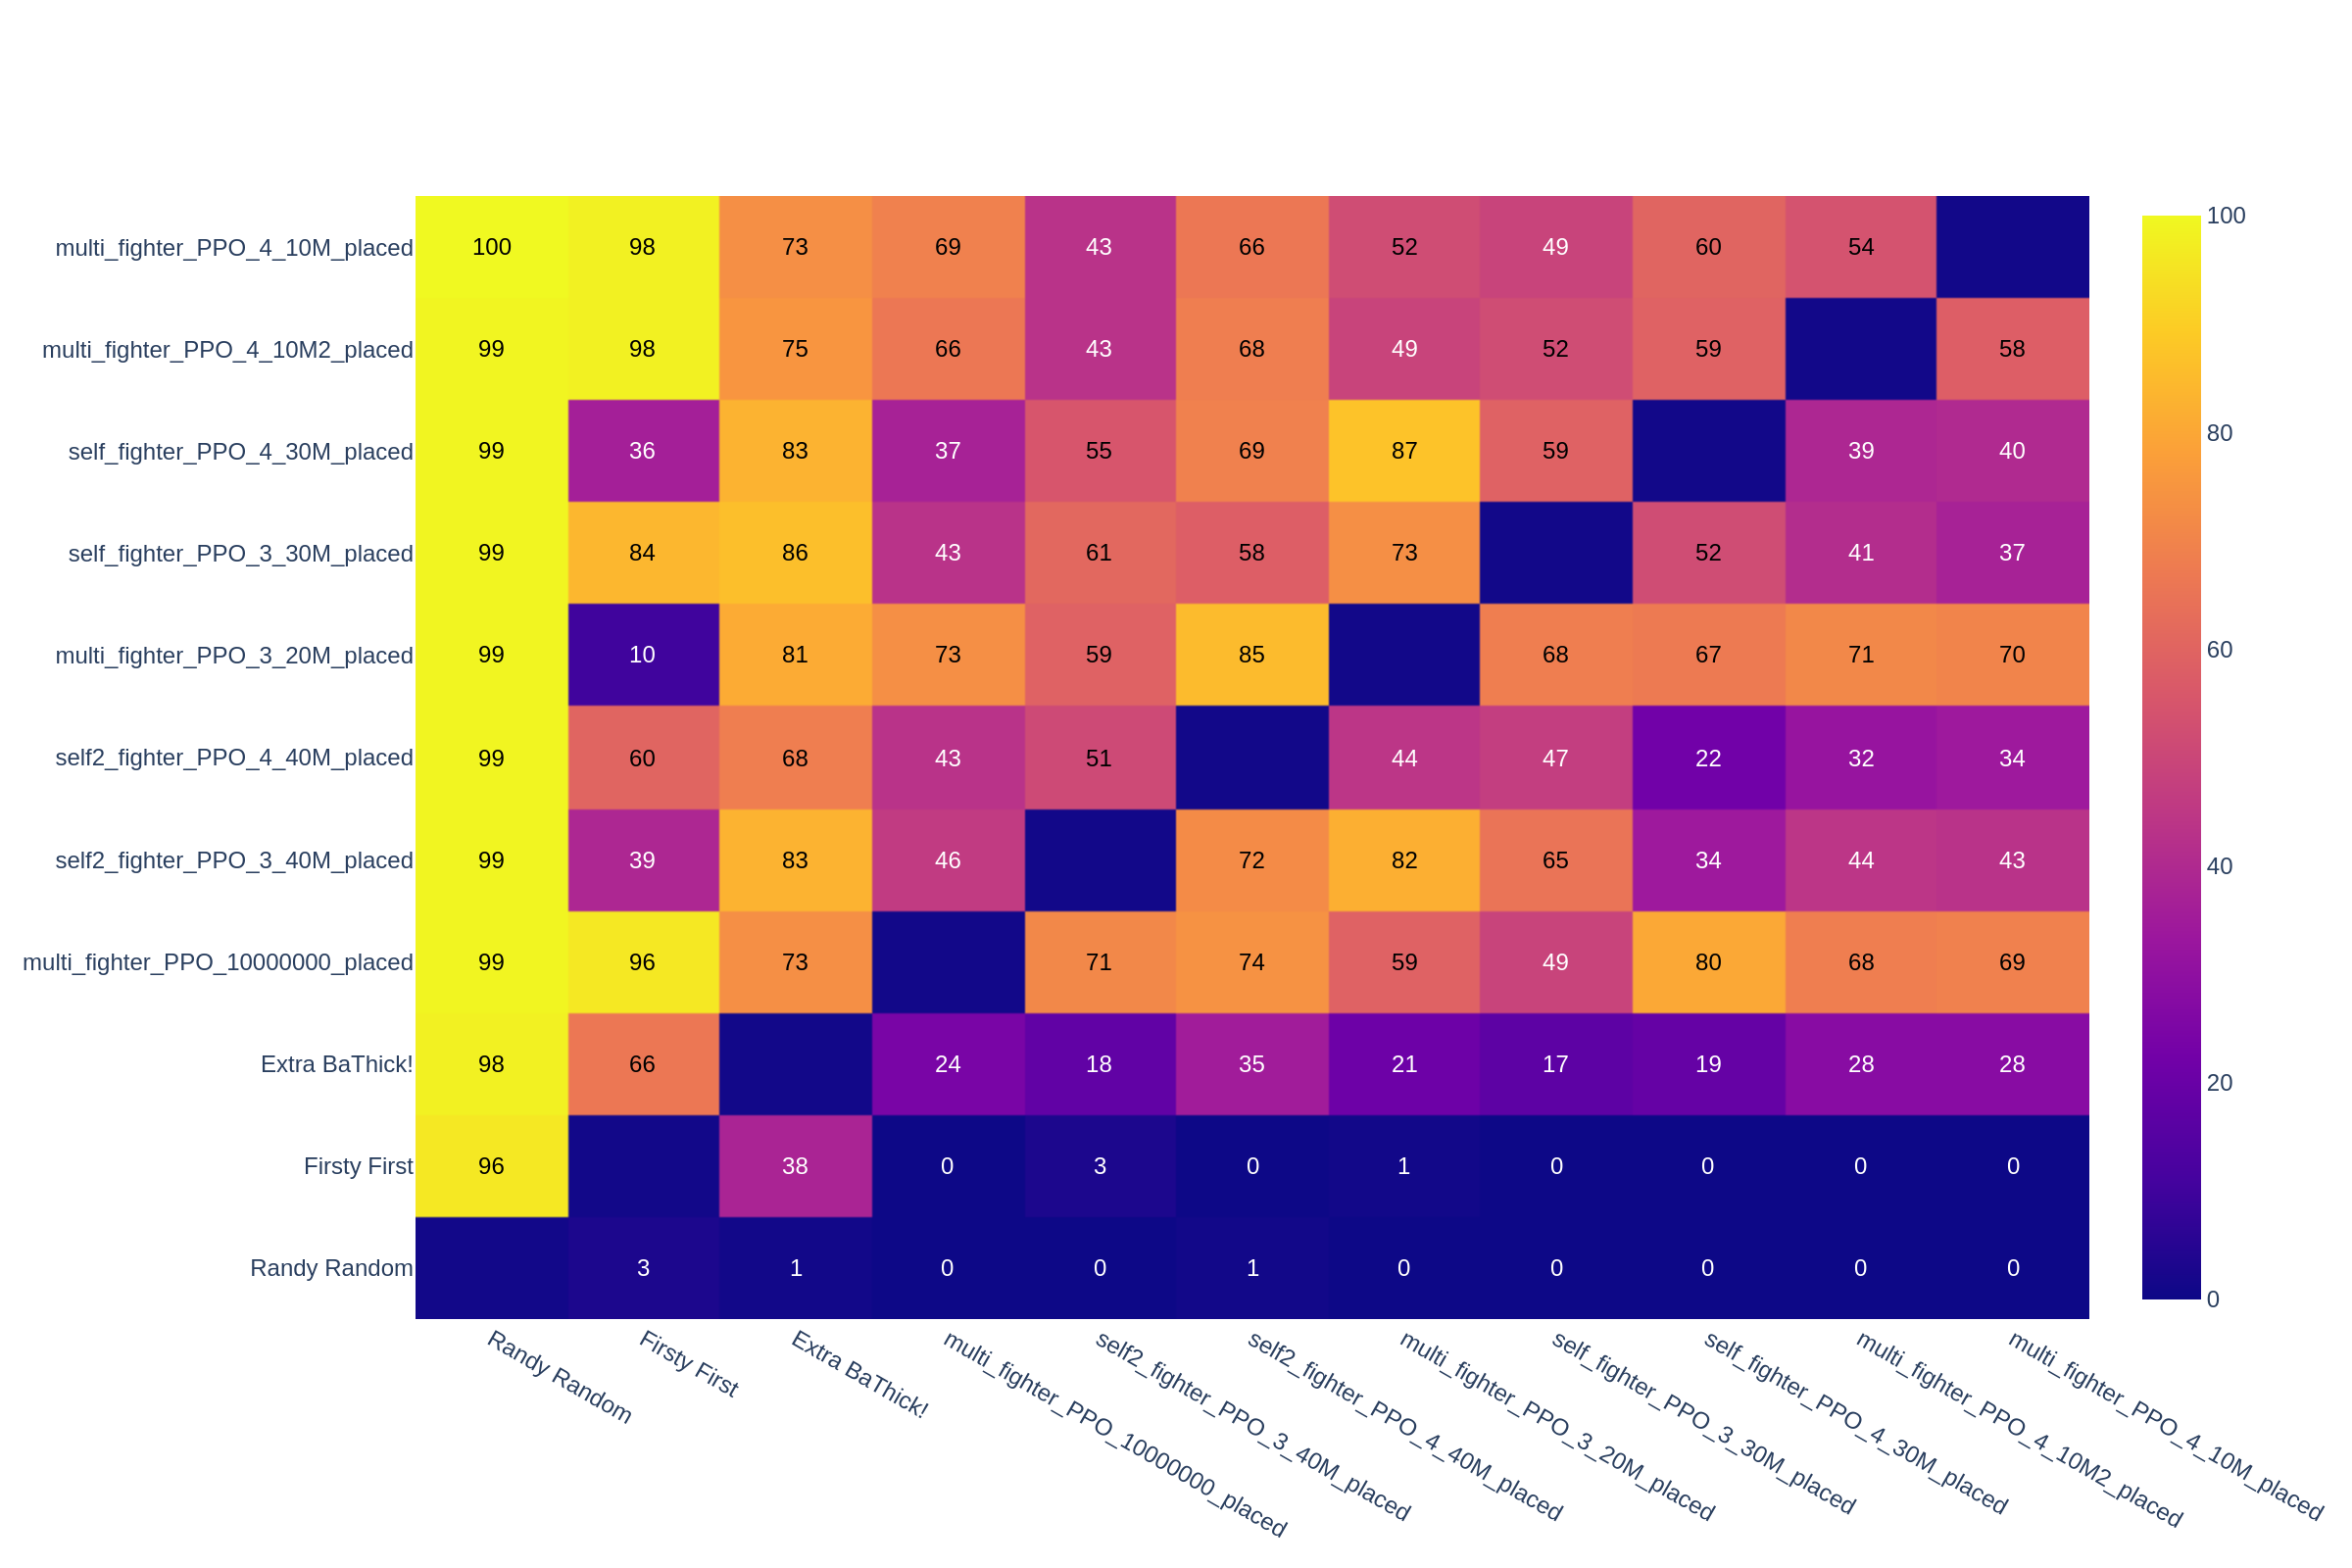 multi_fighter_PPO_4_10M_placed 100 98 73 69 43 66 52 49 60 54
multi_fighter_PPO_4_10M2_placed 99 98 75 66 43 68 49 52 59 58
self_fighter_PPO_4_30M_placed 99 36 83 37 55 69 87 59 39 40
self_fighter_PPO_3_30M_placed 99 84 86 43 61 58 73 52 41 37
multi_fighter_PPO_3_20M_placed 99 10 81 73 59 85 68 67 71 70
self2_fighter_PPO_4_40M_placed 99 60 68 43 51 44 47 22 32 34
self2_fighter_PPO_3_40M_placed 99 39 83 46 72 82 65 34 44 43
multi_fighter_PPO_10000000_placed 99 96 73 71 74 59 49 80 68 69
Extra BaThick! 98 66 24 18 35 21 17 19 28 28
Firsty First 96 38 0 3 0 1 0 0 0 0
Randy Random 3 1 0 0 1 0 0 0 0 0
Randy Random
Firsty First
Extra BaThick!
multi_fighter_PPO_10000000_placed
self2_fighter_PPO_3_40M_placed
self2_fighter_PPO_4_40M_placed
multi_fighter_PPO_3_20M_placed
self_fighter_PPO_3_30M_placed
self_fighter_PPO_4_30M_placed
multi_fighter_PPO_4_10M2_placed
multi_fighter_PPO_4_10M_placed
100
80
60
40
20
0